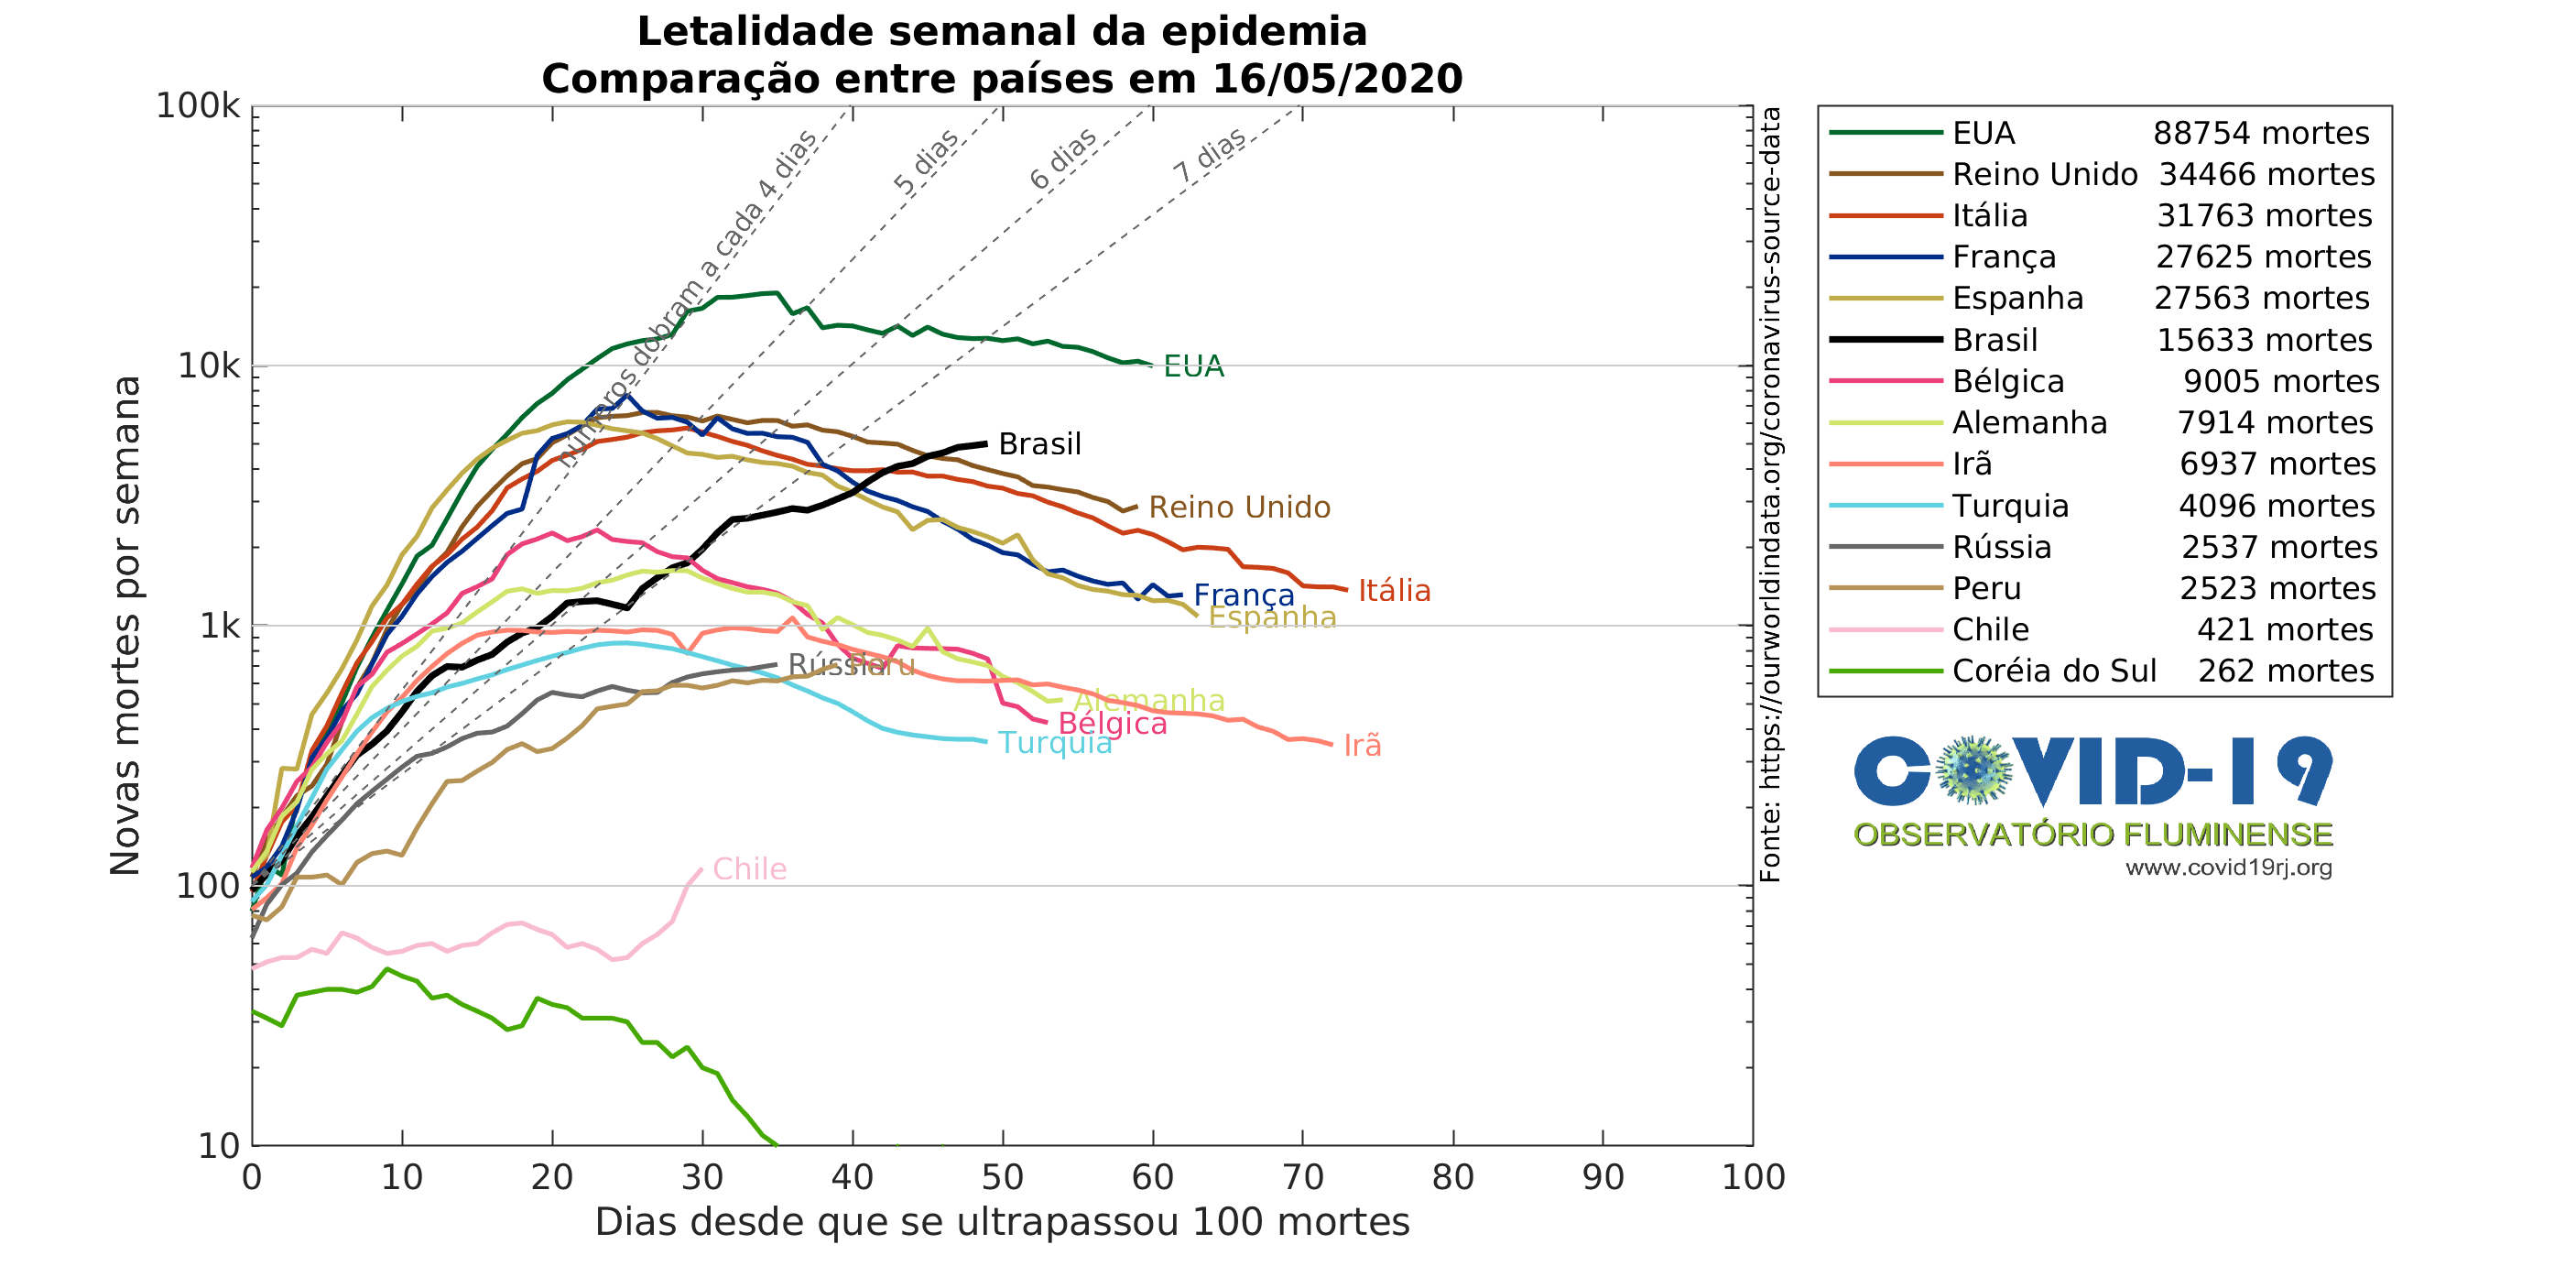 Letalidade semanal da epidemia
Comparação entre países em 16/05/2020
Novas mortes por semana
100k
10k
1k
100
10
0 10 20 30 40 50 60 70 80 90 100
Dias desde que se ultrapassou 100 mortes
números dobram a cada 4 dias
5 dias
6 dias
7 dias
EUA
Brasil
Reino Unido
Itália
França
Espanha
Rússia
Peru
Alemanha
Bélgica
Turquia
Irã
Chile
Fonte: https://ourworldindata.org/coronavirus-source-data
EUA 88754 mortes
Reino Unido 34466 mortes
Itália 31763 mortes
França 27625 mortes
Espanha 27563 mortes
Brasil 15633 mortes
Bélgica 9005 mortes
Alemanha 7914 mortes
Irã 6937 mortes
Turquia 4096 mortes
Rússia 2537 mortes
Peru 2523 mortes
Chile 421 mortes
Coréia do Sul 262 mortes
COVID-19
OBSERVATÓRIO FLUMINENSE
www.covid19rj.org